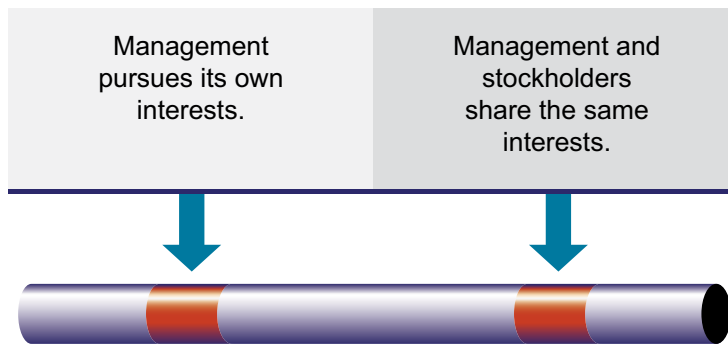 Management
pursues its own
interests.
Management and
stockholders
share the same
interests.